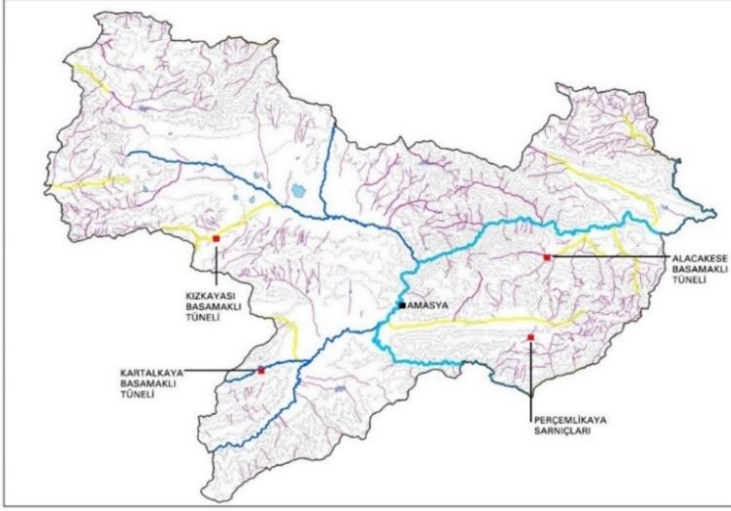 ALACAKESE
BASAMAKLI
TÜNELİ
KIZKAYASI
BASAMAKLI
TÜNELİ
AMASYA
KARTALKAYA
BASAMAKLI
TÜNELİ
PERÇEMLİKAYA
SARNIÇLARI